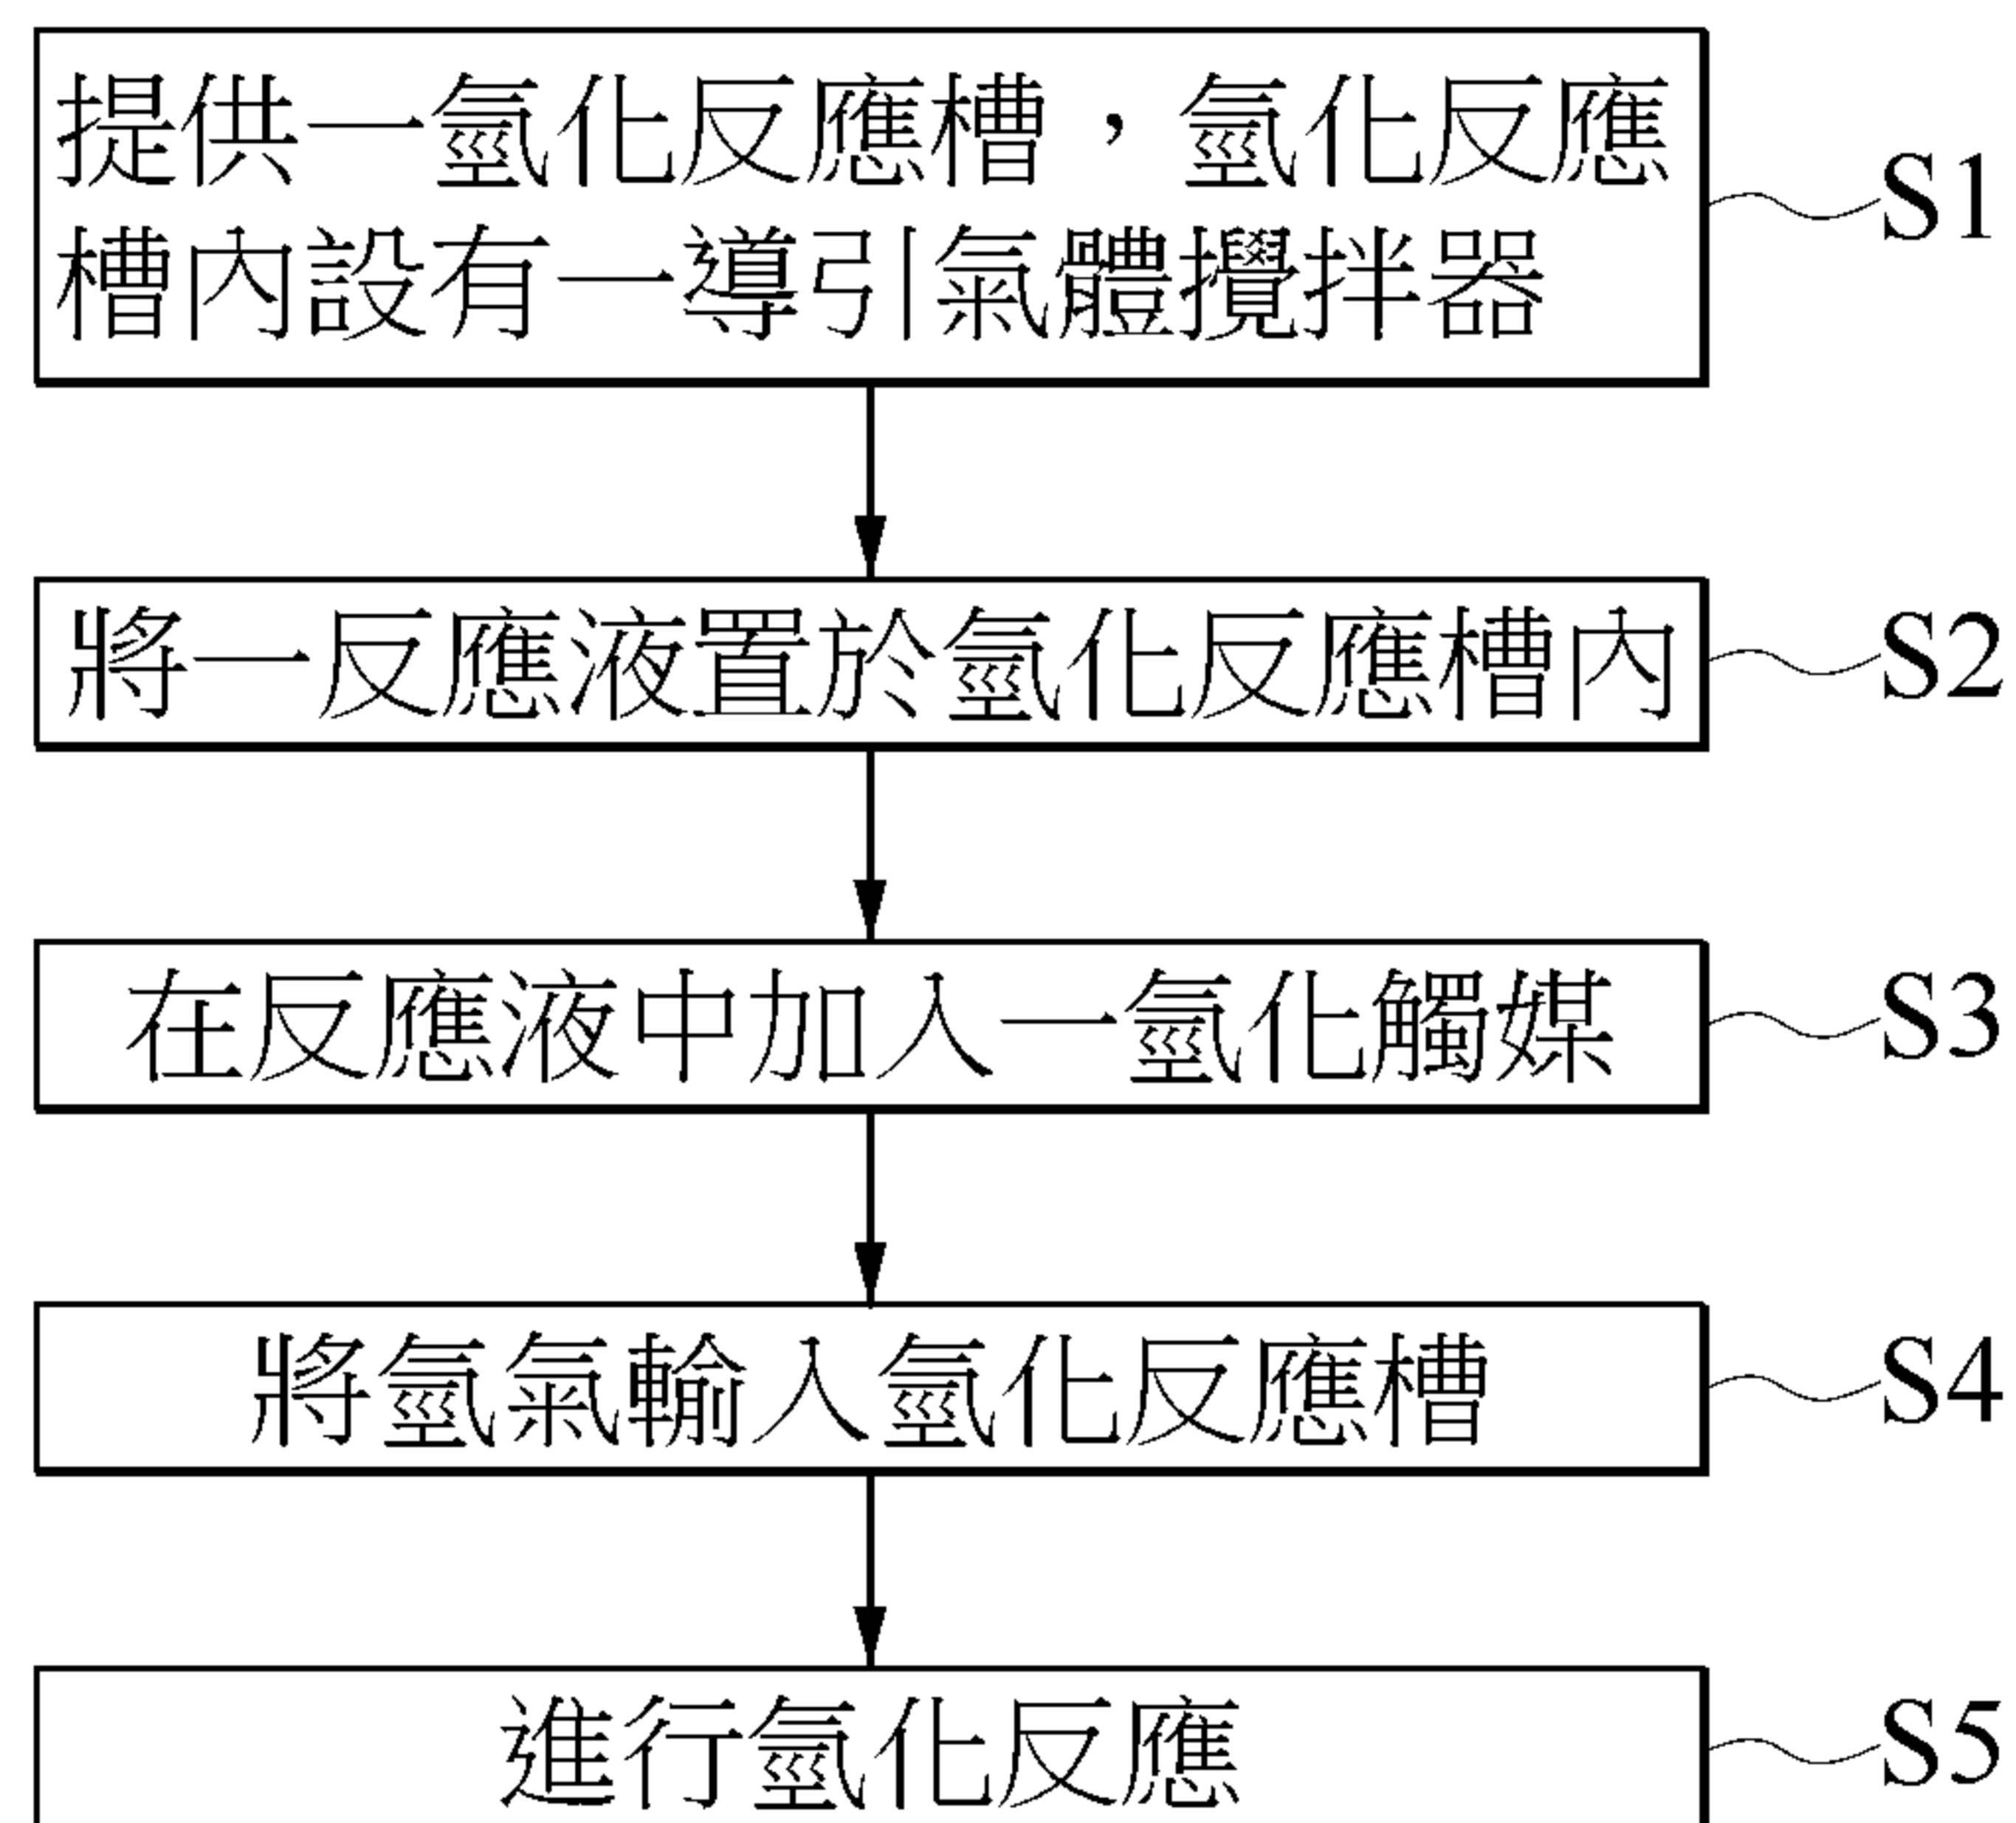 提供一氫化反應槽，氫化反應
槽內設有一導引氣體攪拌器
S1
將一反應液置於氫化反應槽內
S2
在反應液中加入一氫化觸媒
S3
將氫氣輸入氫化反應槽
S4
進行氫化反應
S5